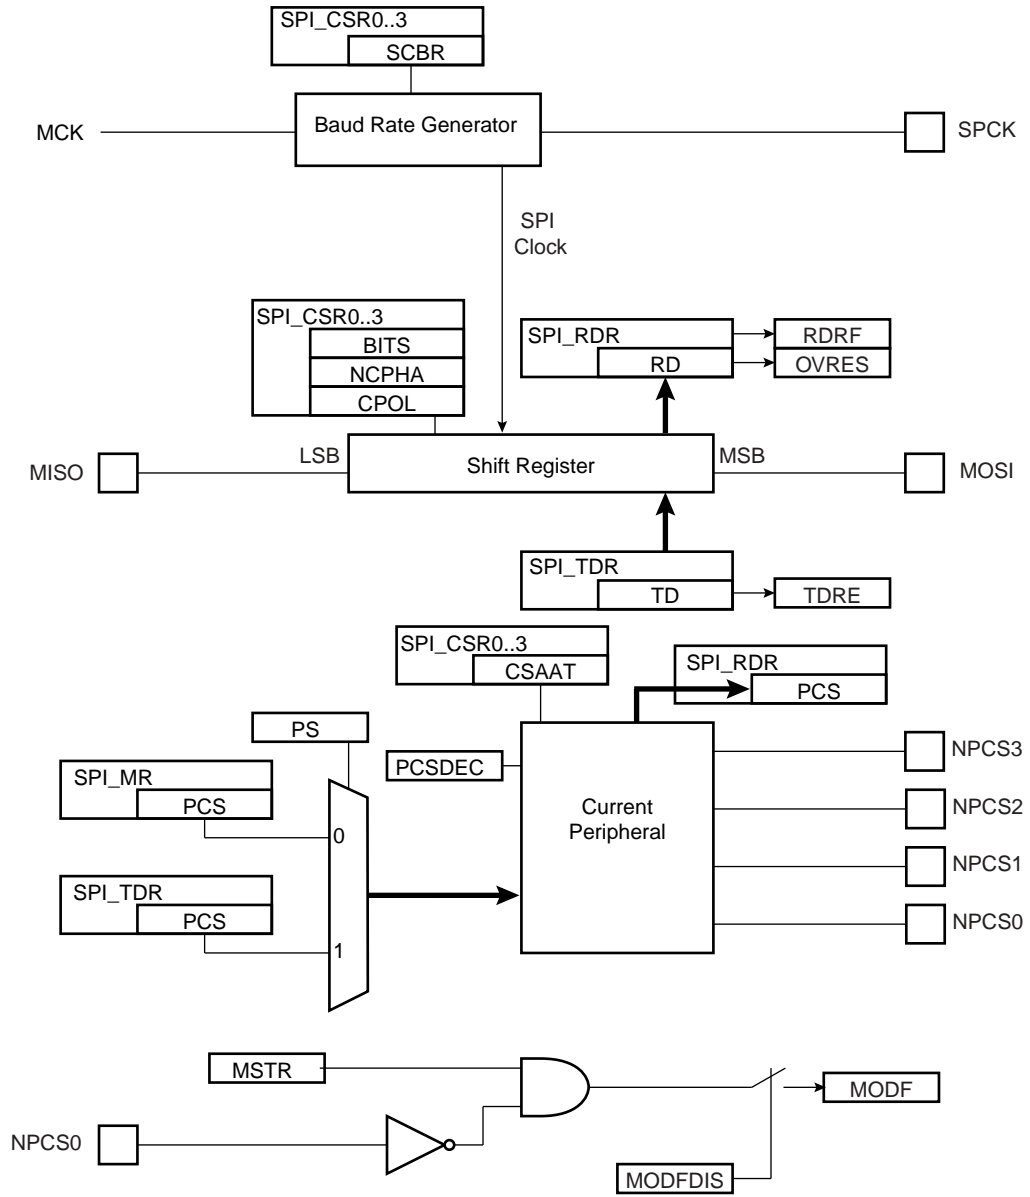 SPI_CSR0..3
SCBR
MCK
Baud Rate Generator
SPCK
SPI
Clock
SPI_CSR0..3
BITS
NCPHA
CPOL
SPI_RDR
RD
RDRF
OVRES
MISO
LSB
Shift Register
MSB
MOSI
SPI_TDR
TD
TDRE
SPI_CSR0..3
CSAAT
SPI_RDR
PCS
PS
PCSDEC
SPI_MR
PCS
0
SPI_TDR
PCS
1
Current
Peripheral
NPCS3
NPCS2
NPCS1
NPCS0
MSTR
MODF
NPCS0
MODFDIS